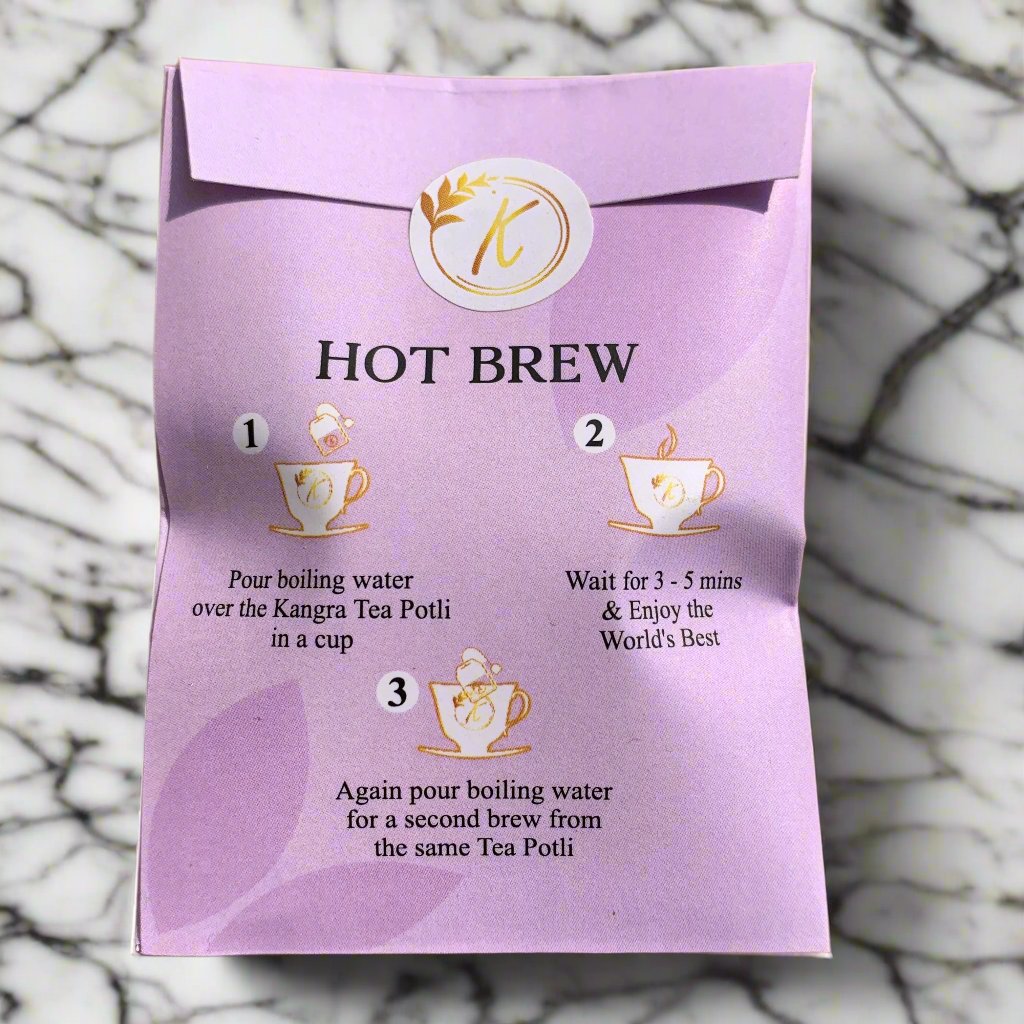 K
HOT BREW
1
Pour boiling water
over the Kangra Tea Potli
in a cup
2
Wait for 3 - 5 mins
& Enjoy the
World's Best
3
Again pour boiling water
for a second brew from
the same Tea Potli